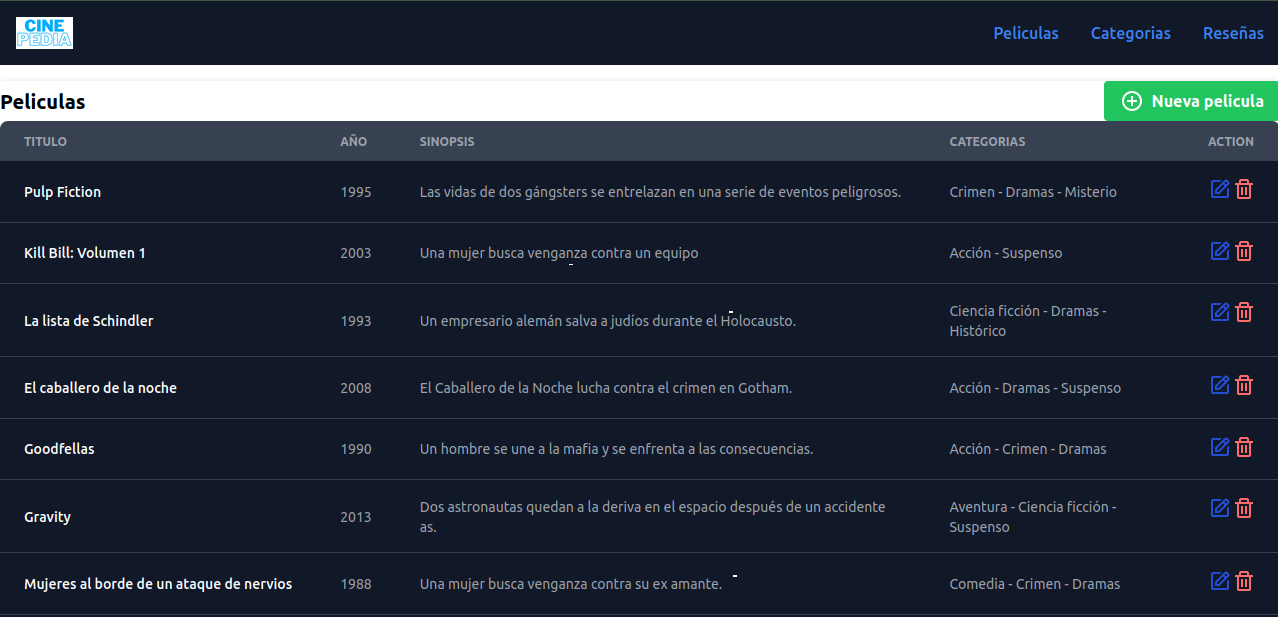 CINE
PEDIA
Peliculas Categorias Reseñas
Peliculas
Nueva pelicula
TITULO AÑO SINOPSIS CATEGORIAS ACTION
Pulp Fiction 1995 Las vidas de dos gángsters se entrelazan en una serie de eventos peligrosos. Crimen - Dramas - Misterio
Kill Bill: Volumen 1 2003 Una mujer busca venganza contra un equipo Acción - Suspenso
La lista de Schindler 1993 Un empresario alemán salva a judíos durante el Holocausto. Ciencia ficción - Dramas -
Histórico
El caballero de la noche 2008 El Caballero de la Noche lucha contra el crimen en Gotham. Acción - Dramas - Suspenso
Goodfellas 1990 Un hombre se une a la mafia y se enfrenta a las consecuencias. Acción - Crimen - Dramas
Gravity 2013 Dos astronautas quedan a la deriva en el espacio después de un accidente Aventura - Ciencia ficción -
as. Suspenso
Mujeres al borde de un ataque de nervios 1988 Una mujer busca venganza contra su ex amante. Comedia - Crimen - Dramas